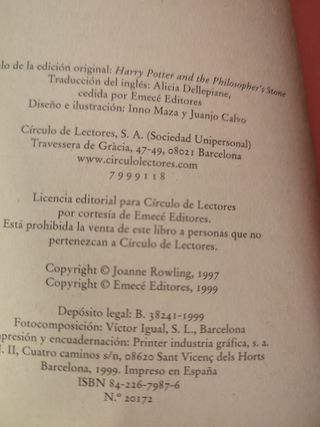 lo de la edición original: Harry Potter and the Philosopher's Stone
Traducción del inglés: Alicia Dellepiane,
cedida por Emecé Editores
Diseño e ilustración: Inno Maza y Juanjo Calvo
Círculo de Lectores, S. A. (Sociedad Unipersonal)
Travessera de Gràcia, 47-49, 08021 Barcelona
www.circulolectores.com
7999118
Licencia editorial para Círculo de Lectores
por cortesía de Emecé Editores.
Está prohibida la venta de este libro a personas que no
pertenezcan a Círculo de Lectores.
Copyright © Joanne Rowling, 1997
Copyright © Emecé Editores, 1999
Depósito legal: B. 38241-1999
Fotocomposición: Víctor Igual, S. L., Barcelona
presión y encuadernación: Printer industria gráfica, s. a.
I. II, Cuatro caminos s/n, 08620 Sant Vicenç dels Horts
Barcelona, 1999. Impreso en España
ISBN 84-226-7987-6
N.º 20172